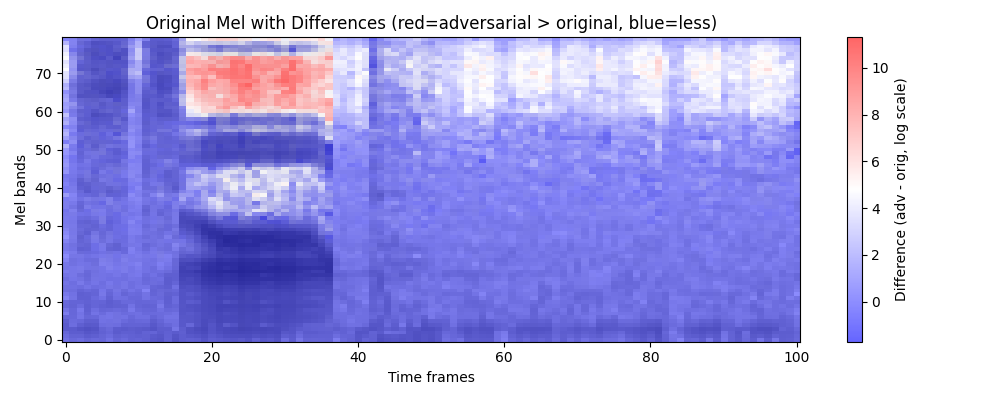 Original Mel with Differences (red=adversarial > original, blue=less)
Mel bands
70
60
50
40
30
20
10
0
0 20 40 60 80 100
Time frames
10
8
6
4
2
0
Difference (adv - orig, log scale)